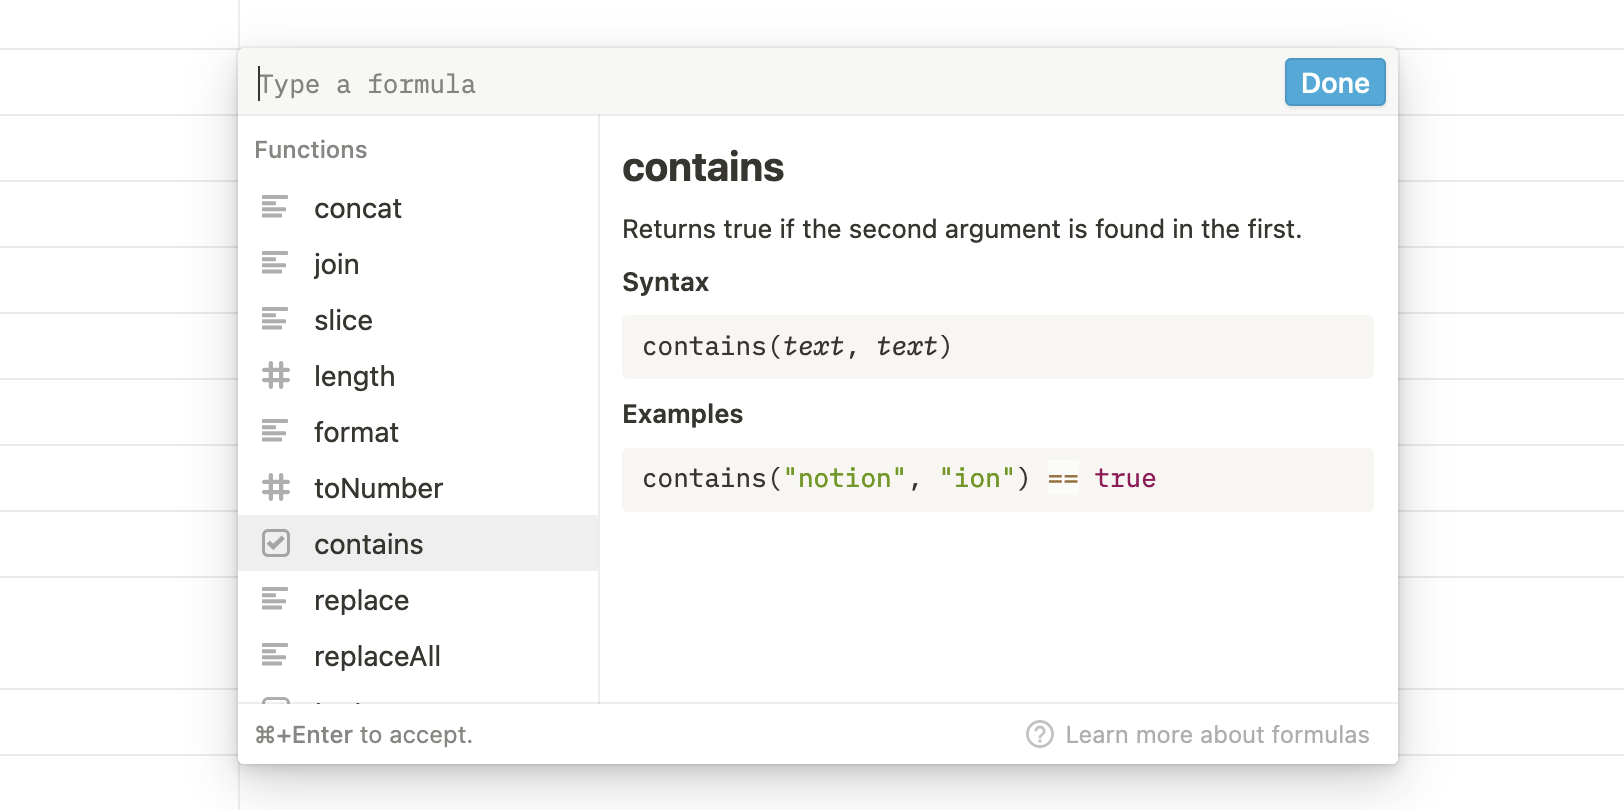 Type a formula
Done
Functions
concat
join
slice
length
format
toNumber
contains
replace
replaceAll
contains
Returns true if the second argument is found in the first.
Syntax
contains(text, text)
Examples
contains("notion", "ion") == true
⌘+Enter to accept.
Learn more about formulas